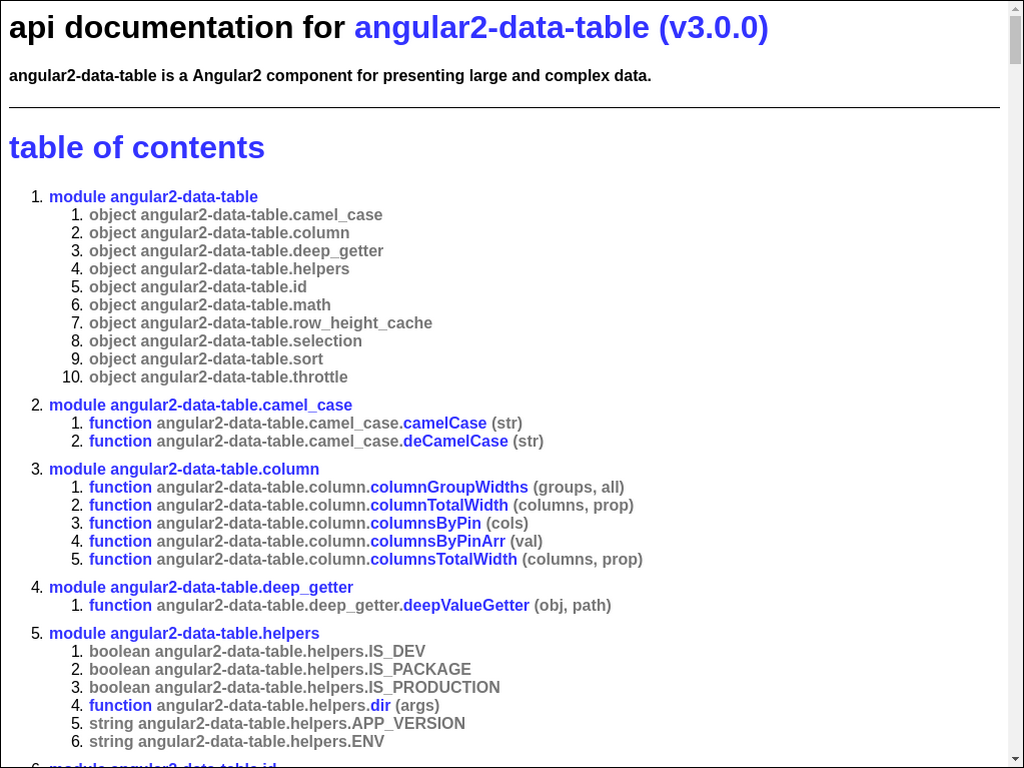 api documentation for angular2-data-table (v3.0.0)
angular2-data-table is a Angular2 component for presenting large and complex data.
table of contents
1. module angular2-data-table
1. object angular2-data-table.camel_case
2. object angular2-data-table.column
3. object angular2-data-table.deep_getter
4. object angular2-data-table.helpers
5. object angular2-data-table.id
6. object angular2-data-table.math
7. object angular2-data-table.row_height_cache
8. object angular2-data-table.selection
9. object angular2-data-table.sort
10. object angular2-data-table.throttle
2. module angular2-data-table.camel_case
1. function angular2-data-table.camel_case.camelCase (str)
2. function angular2-data-table.camel_case.deCamelCase (str)
3. module angular2-data-table.column
1. function angular2-data-table.column.columnGroupWidths (groups, all)
2. function angular2-data-table.column.columnTotalWidth (columns, prop)
3. function angular2-data-table.column.columnsByPin (cols)
4. function angular2-data-table.column.columnsByPinArr (val)
5. function angular2-data-table.column.columnsTotalWidth (columns, prop)
4. module angular2-data-table.deep_getter
1. function angular2-data-table.deep_getter.deepValueGetter (obj, path)
5. module angular2-data-table.helpers
1. boolean angular2-data-table.helpers.IS_DEV
2. boolean angular2-data-table.helpers.IS_PACKAGE
3. boolean angular2-data-table.helpers.IS_PRODUCTION
4. function angular2-data-table.helpers.dir (args)
5. string angular2-data-table.helpers.APP_VERSION
6. string angular2-data-table.helpers.ENV
6. module angular2-data-table.id